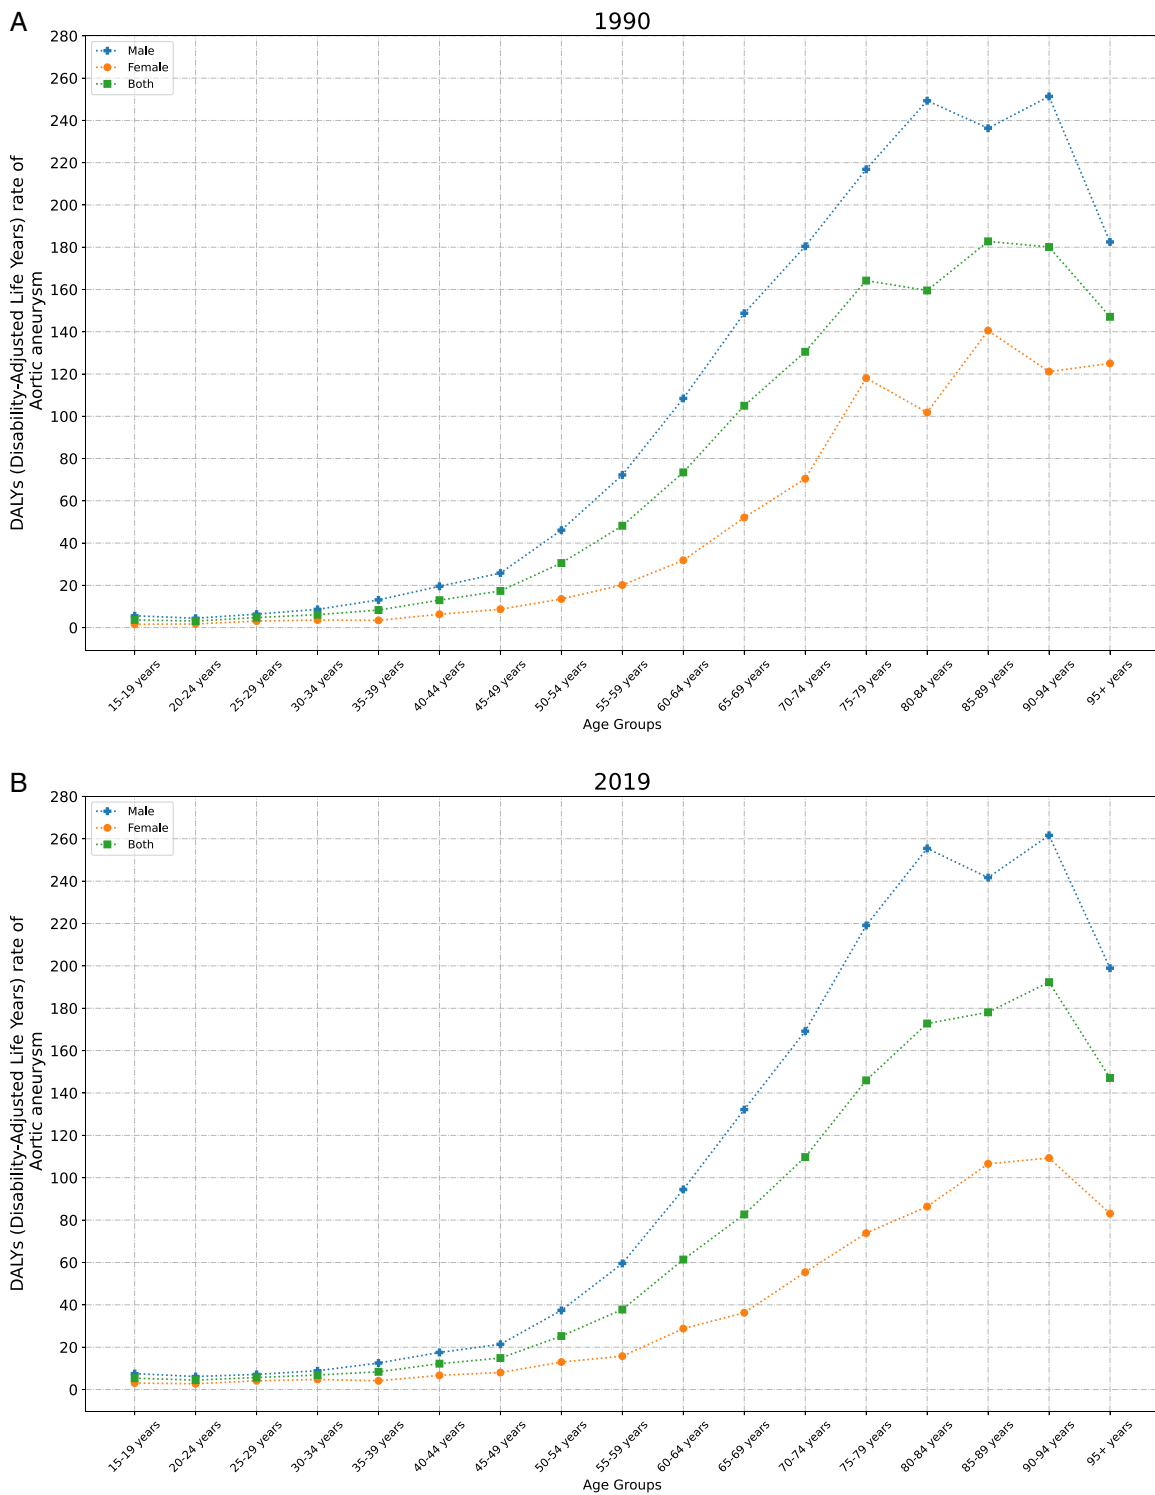 A
1990
Male
Female
Both
280
260
240
220
200
180
160
140
120
100
80
60
40
20
0
DALYs (Disability-Adjusted Life Years) rate of
Aortic aneurysm
15-19 years
20-24 years
25-29 years
30-34 years
35-39 years
40-44 years
45-49 years
50-54 years
55-59 years
60-64 years
65-69 years
70-74 years
75-79 years
80-84 years
85-89 years
90-94 years
95+ years
Age Groups
B
2019
Male
Female
Both
280
260
240
220
200
180
160
140
120
100
80
60
40
20
0
DALYs (Disability-Adjusted Life Years) rate of
Aortic aneurysm
15-19 years
20-24 years
25-29 years
30-34 years
35-39 years
40-44 years
45-49 years
50-54 years
55-59 years
60-64 years
65-69 years
70-74 years
75-79 years
80-84 years
85-89 years
90-94 years
95+ years
Age Groups